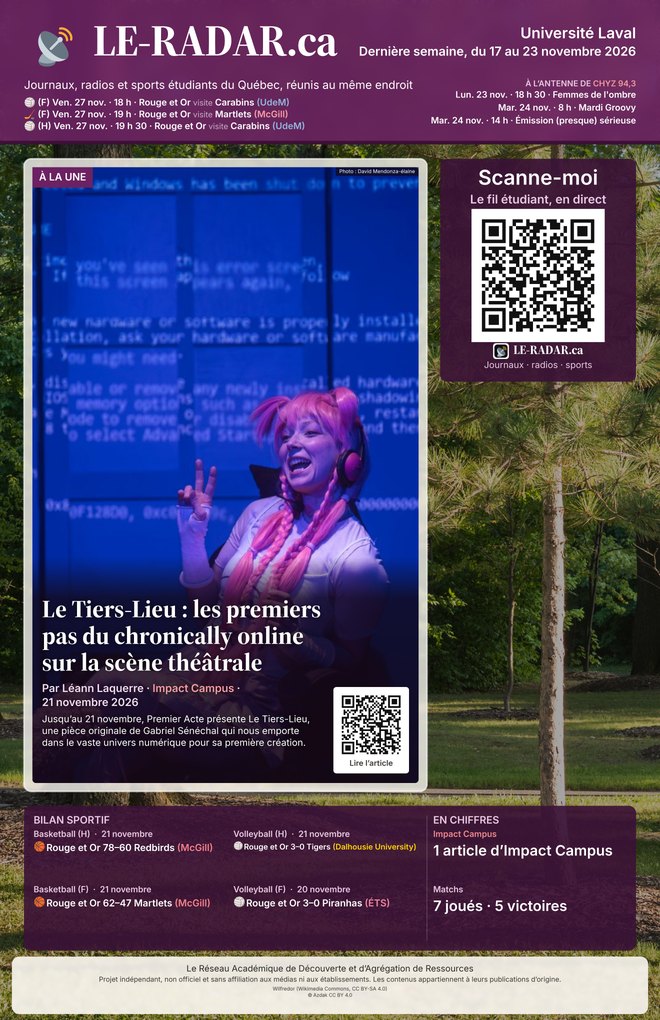 LE-RADAR.ca
Université Laval
Dernière semaine, du 17 au 23 novembre 2026
Journaux, radios et sports étudiants du Québec, réunis au même endroit
(F) Ven. 27 nov. · 18 h · Rouge et Or visite Carabins (UdeM)
(F) Ven. 27 nov. · 19 h · Rouge et Or visite Martlets (McGill)
(H) Ven. 27 nov. · 19 h 30 · Rouge et Or visite Carabins (UdeM)
À L'ANTENNE DE CHYZ 94,3
Lun. 23 nov. · 18 h 30 · Femmes de l'ombre
Mar. 24 nov. · 8 h · Mardi Groovy
Mar. 24 nov. · 14 h · Émission (presque) sérieuse
À LA UNE
Photo : David Mendonza-élaine
and Windows has been shut do n to preven
you've seen this error screen,
If this screen appears again, follow
new hardware or software is properly installe
llation, ask your hardware or software manufa
you might need
disable or remove any newly installed hardware
BIOS memory options such as shadowin
ode to remove or disable
o select Advanced Start
0F128D0,
Le Tiers-Lieu : les premiers
pas du chronically online
sur la scène théâtrale
Par Léann Laquerre · Impact Campus ·
21 novembre 2026
Jusqu'au 21 novembre, Premier Acte présente Le Tiers-Lieu,
une pièce originale de Gabriel Sénéchal qui nous emporte
dans le vaste univers numérique pour sa première création.
Lire l'article
Scanne-moi
Le fil étudiant, en direct
LE-RADAR.ca
Journaux · radios · sports
BILAN SPORTIF
Basketball (H) · 21 novembre
Rouge et Or 78–60 Redbirds (McGill)
Volleyball (H) · 21 novembre
Rouge et Or 3–0 Tigers (Dalhousie University)
Basketball (F) · 21 novembre
Rouge et Or 62–47 Martlets (McGill)
Volleyball (F) · 20 novembre
Rouge et Or 3–0 Piranhas (ÉTS)
EN CHIFFRES
Impact Campus
1 article d'Impact Campus
Matchs
7 joués · 5 victoires
Le Réseau Académique de Découverte et d'Agrégation de Ressources
Projet indépendant, non officiel et sans affiliation aux médias ni aux établissements. Les contenus appartiennent à leurs publications d'origine.
Wilfredor (Wikimedia Commons, CC BY-SA 4.0)
© Azdak CC BY 4.0